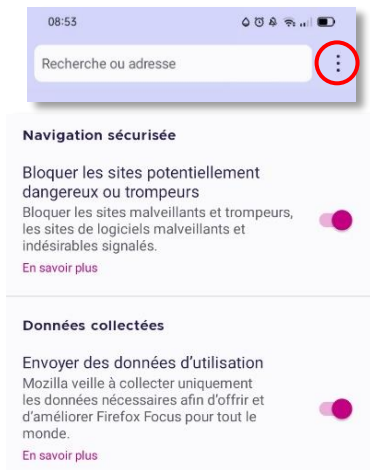 08:53
Recherche ou adresse
Navigation sécurisée
Bloquer les sites potentiellement
dangereux ou trompeurs
Bloquer les sites malveillants et trompeurs,
les sites de logiciels malveillants et
indésirables signalés.
En savoir plus
Données collectées
Envoyer des données d’utilisation
Mozilla veille à collecter uniquement
les données nécessaires afin d’offrir et
d’améliorer Firefox Focus pour tout le
monde.
En savoir plus